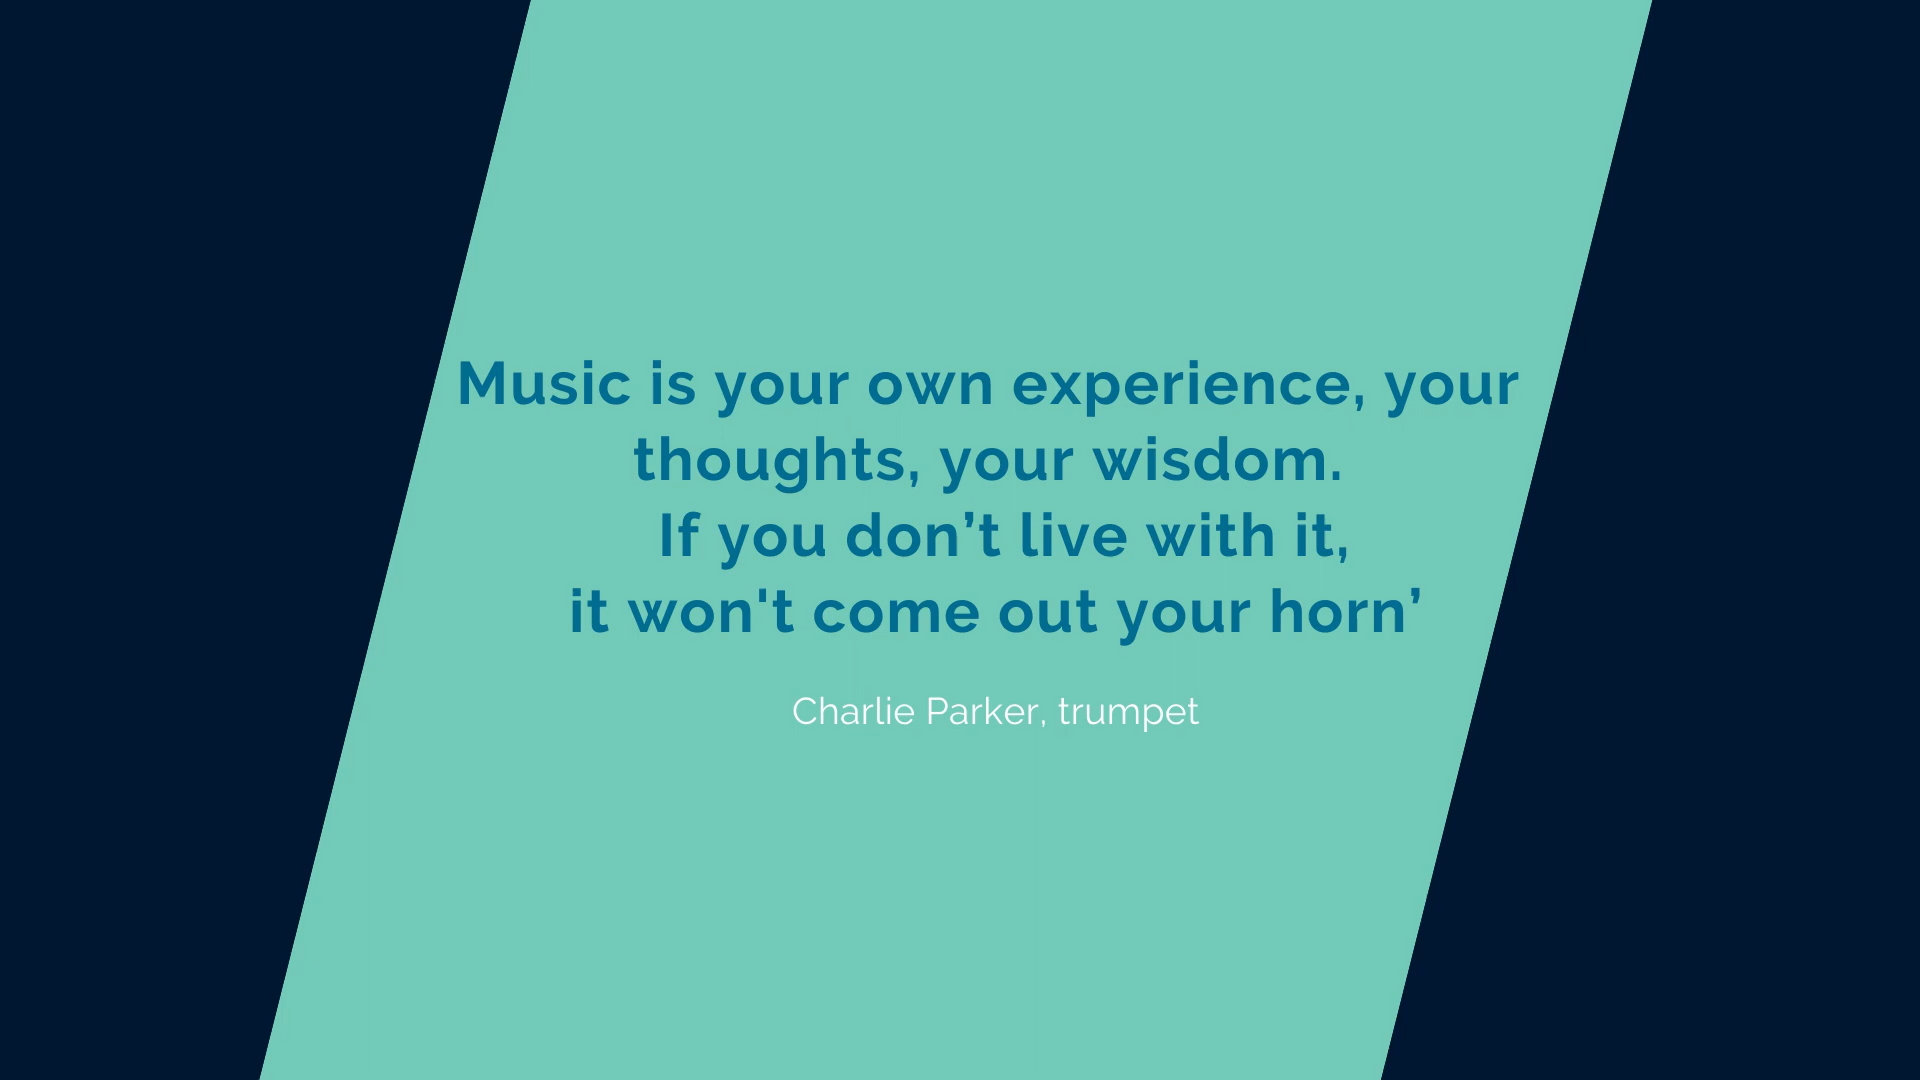 Music is your own experience, your
thoughts, your wisdom.
If you don’t live with it,
it won't come out your horn’
Charlie Parker, trumpet